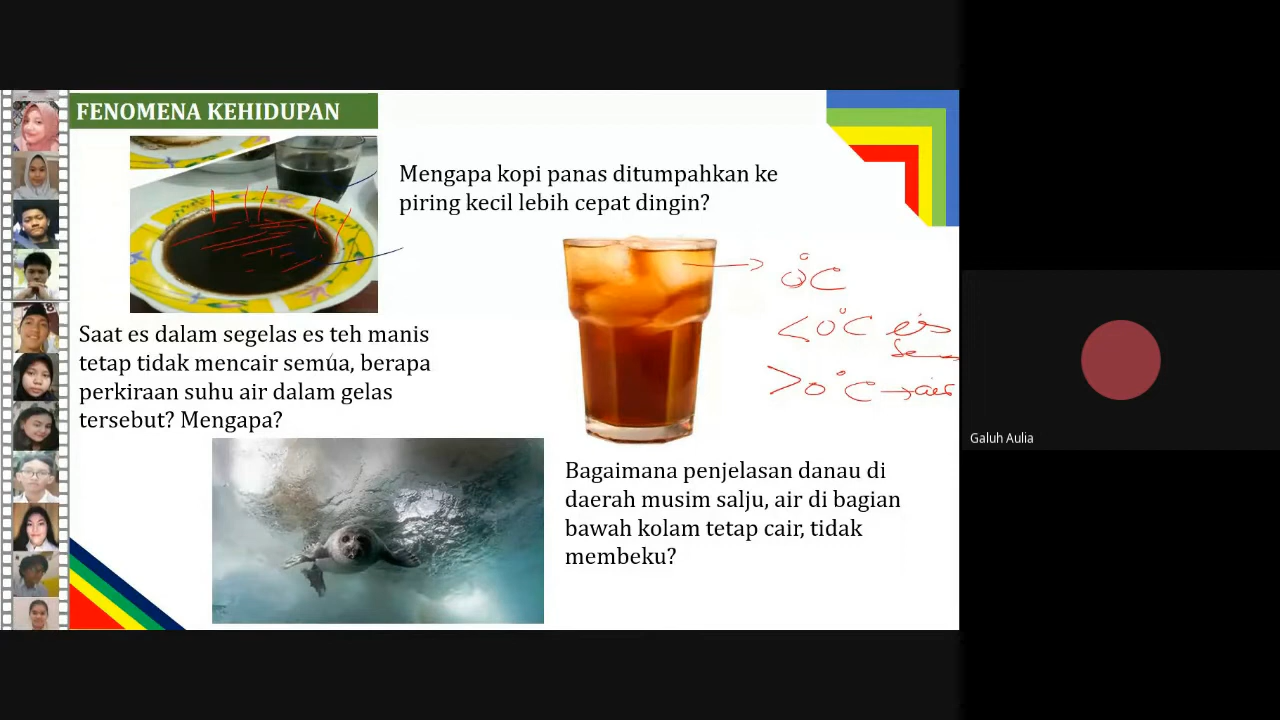 FENOMENA KEHIDUPAN
Mengapa kopi panas ditumpahkan ke
piring kecil lebih cepat dingin?
0°C
<0°C es
>0°C → air
Saat es dalam segelas es teh manis
tetap tidak mencair semua, berapa
perkiraan suhu air dalam gelas
tersebut? Mengapa?
Bagaimana penjelasan danau di
daerah musim salju, air di bagian
bawah kolam tetap cair, tidak
membeku?
Galuh Aulia